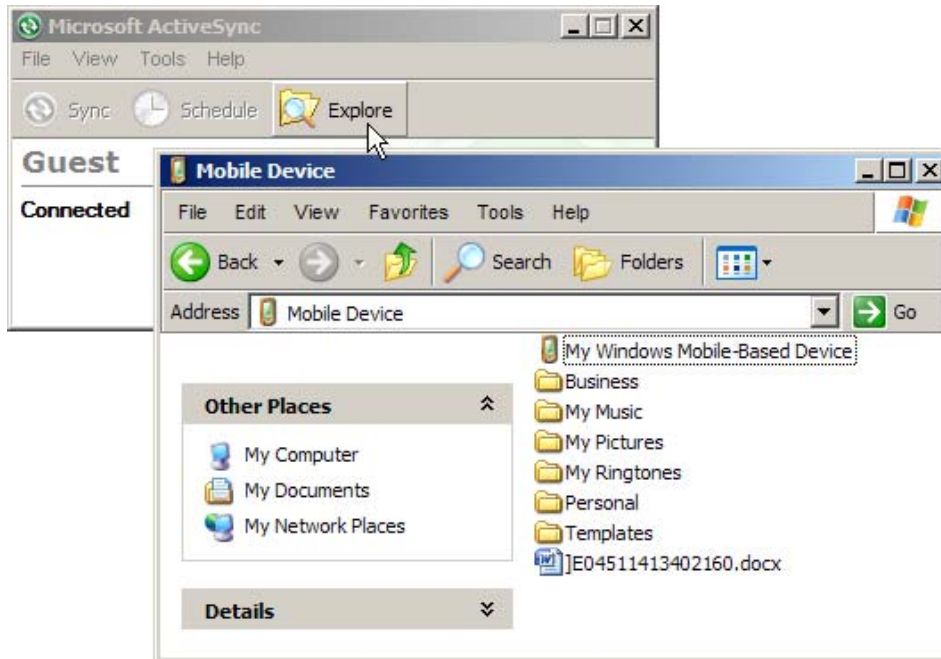 Microsoft ActiveSync
File View Tools Help
Sync Schedule Explore
Guest
Connected
Mobile Device
File Edit View Favorites Tools Help
Back Search Folders
Address Mobile Device Go
Other Places
My Computer
My Documents
My Network Places
Details
My Windows Mobile-Based Device
Business
My Music
My Pictures
My Ringtones
Personal
Templates
]E04511413402160.docx